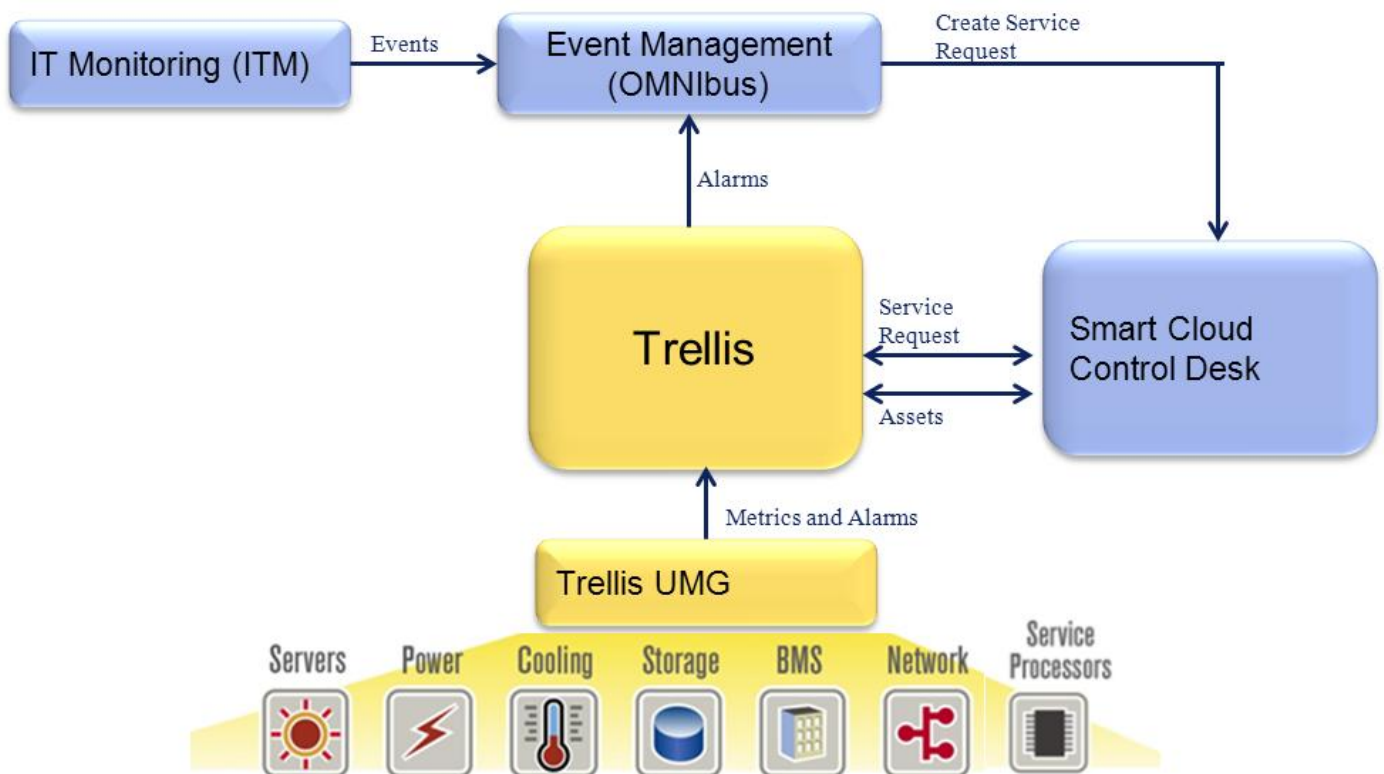 IT Monitoring (ITM)
Events
Event Management
(OMNIbus)
Create Service
Request
Alarms
Trellis
Service
Request
Assets
Smart Cloud
Control Desk
Metrics and Alarms
Trellis UMG
Servers
Power
Cooling
Storage
BMS
Network
Service
Processors